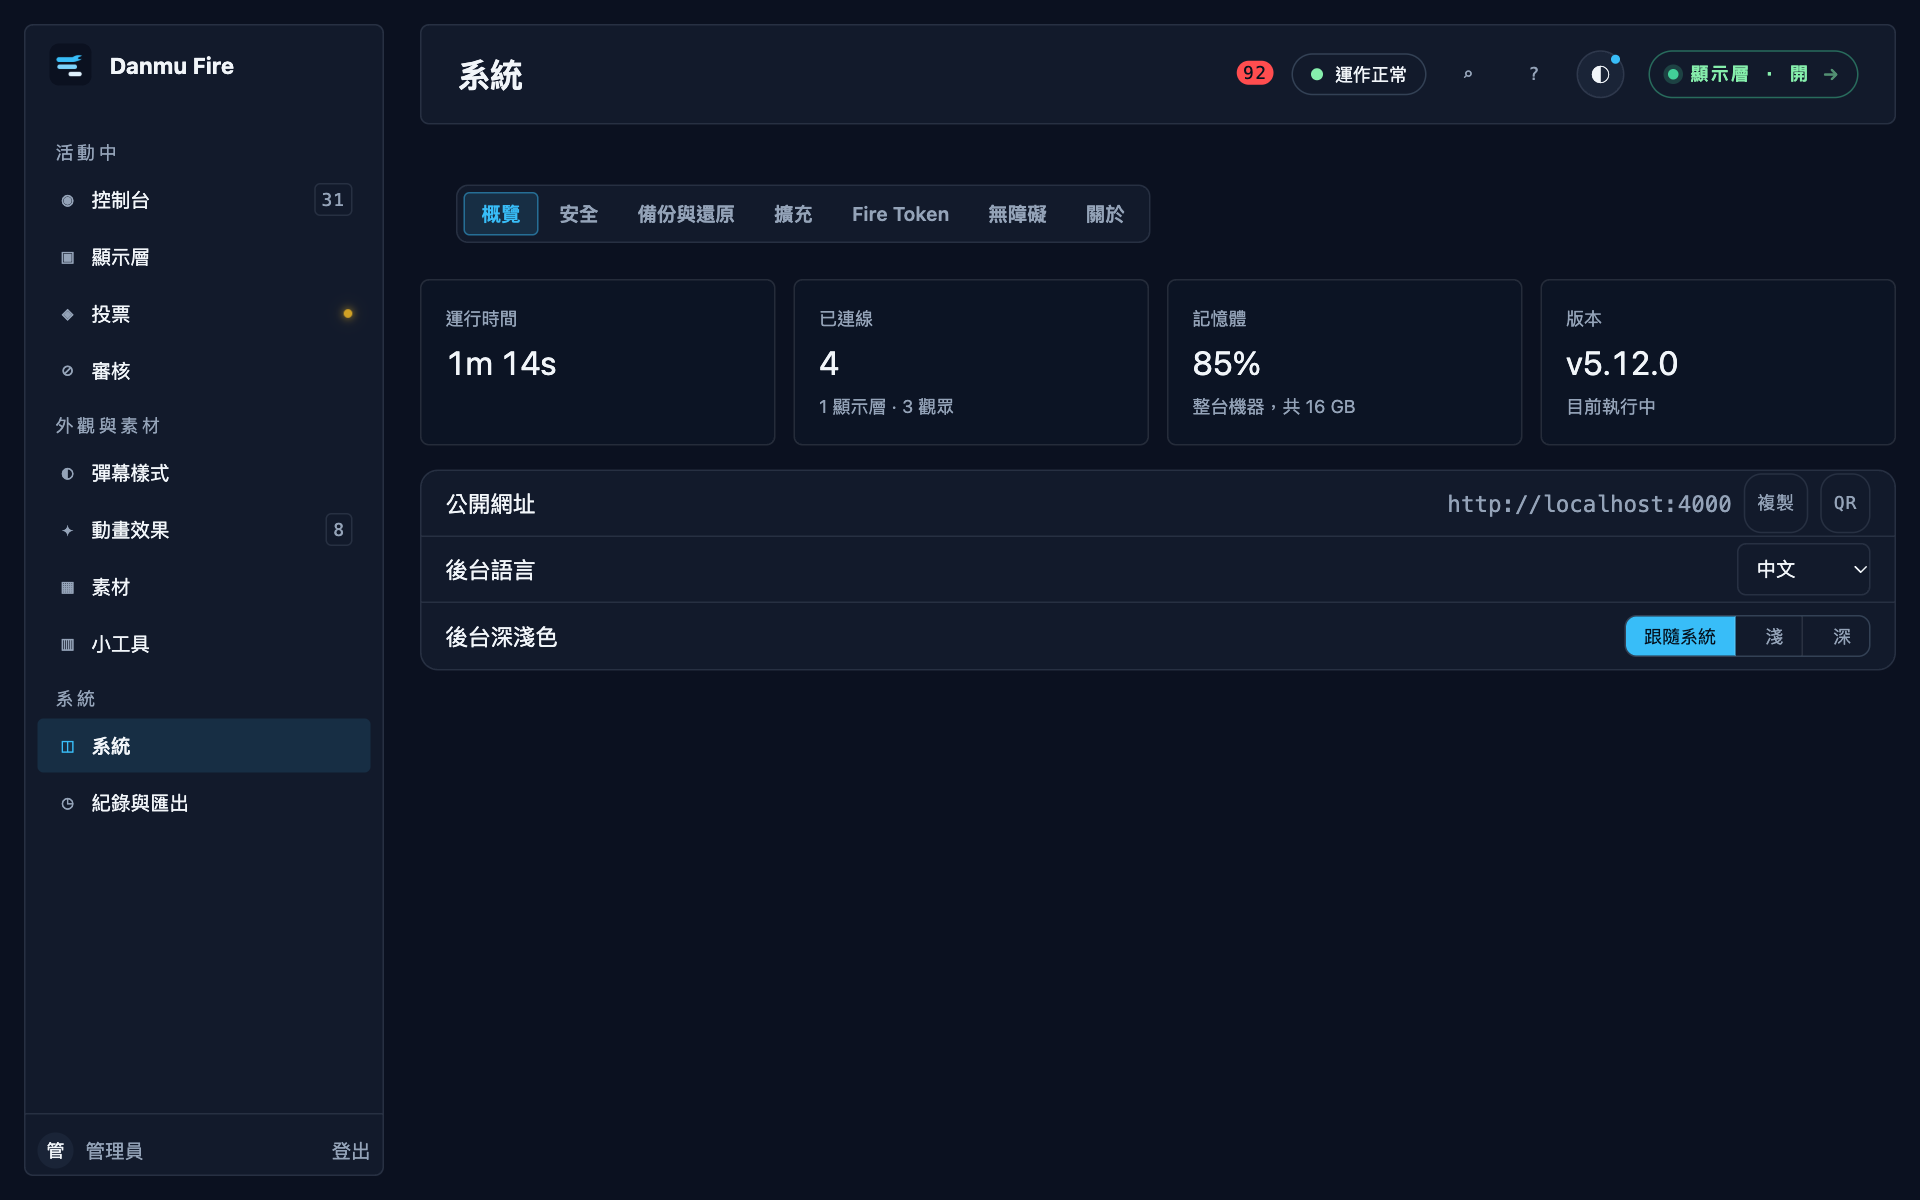 Danmu Fire
活動中
控制台 31
顯示層
投票
審核
外觀與素材
彈幕樣式
動畫效果 8
素材
小工具
系統
系統
紀錄與匯出
管 管理員 登出
系統
92 運作正常 ? 顯示層 · 開 →
概覽 安全 備份與還原 擴充 Fire Token 無障礙 關於
運行時間
1m 14s
已連線
4
1 顯示層 · 3 觀眾
記憶體
85%
整台機器，共 16 GB
版本
v5.12.0
目前執行中
公開網址 http://localhost:4000 複製 QR
後台語言 中文
後台深淺色 跟隨系統 淺 深